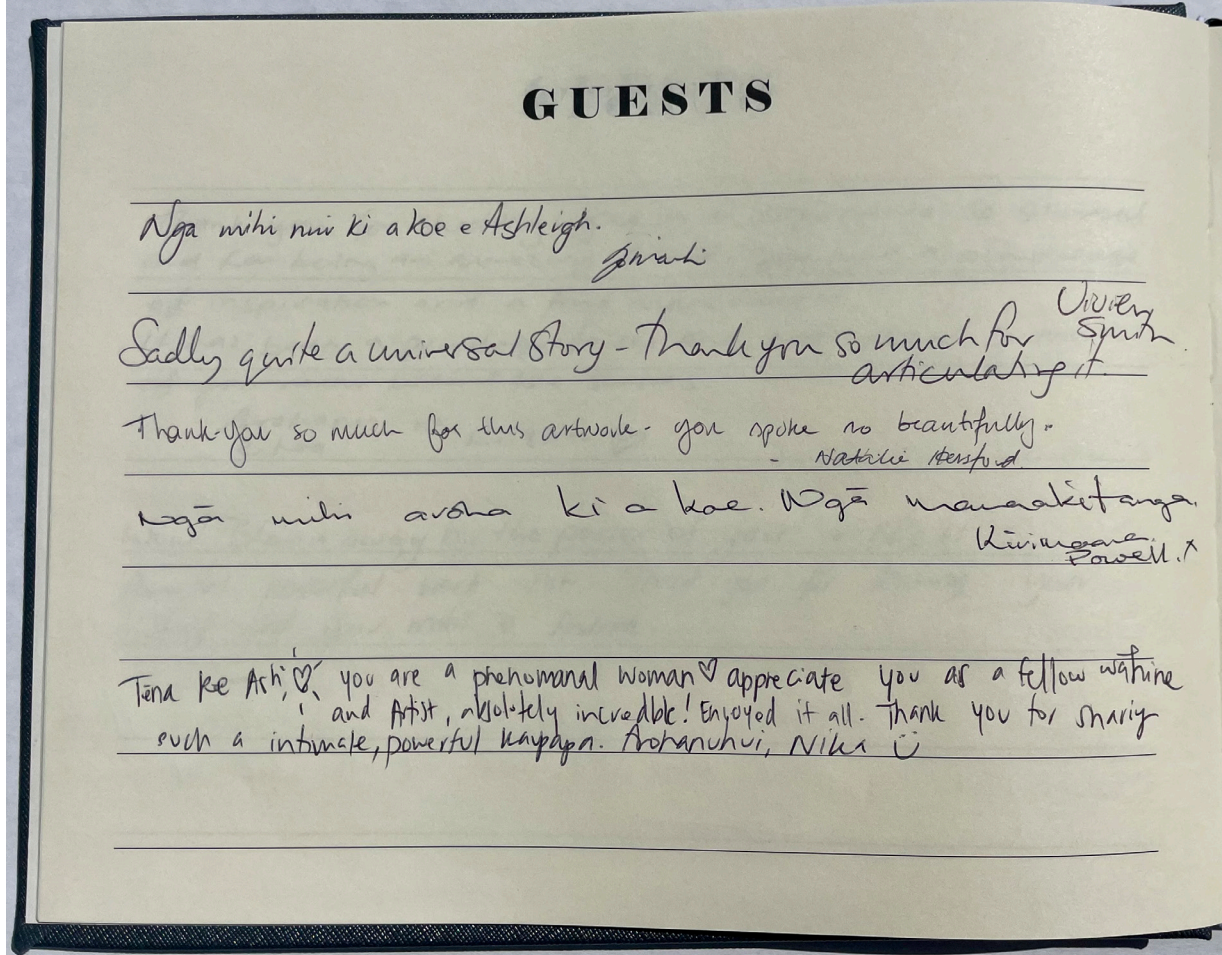 GUESTS
Nga mihi nui ki a koe e Ashleigh.
Sadly quite a universal story - Thank you so much for
Vivien
Smith
articulating it.
Thank-you so much for this artwork - you spoke so beautifully.
- Natalie
Ngā mihi aroha ki a koe. Ngā manaakitanga.
Powell. x
Tēna koe Ash, ♡ you are a phenomanal woman ♡ appreciate you as a fellow wahine
and Artist, absolutely incredble! Enjoyed it all. Thank you for sharing
such a intimate, powerful kaupapa. Arohanuhui, Nika ü